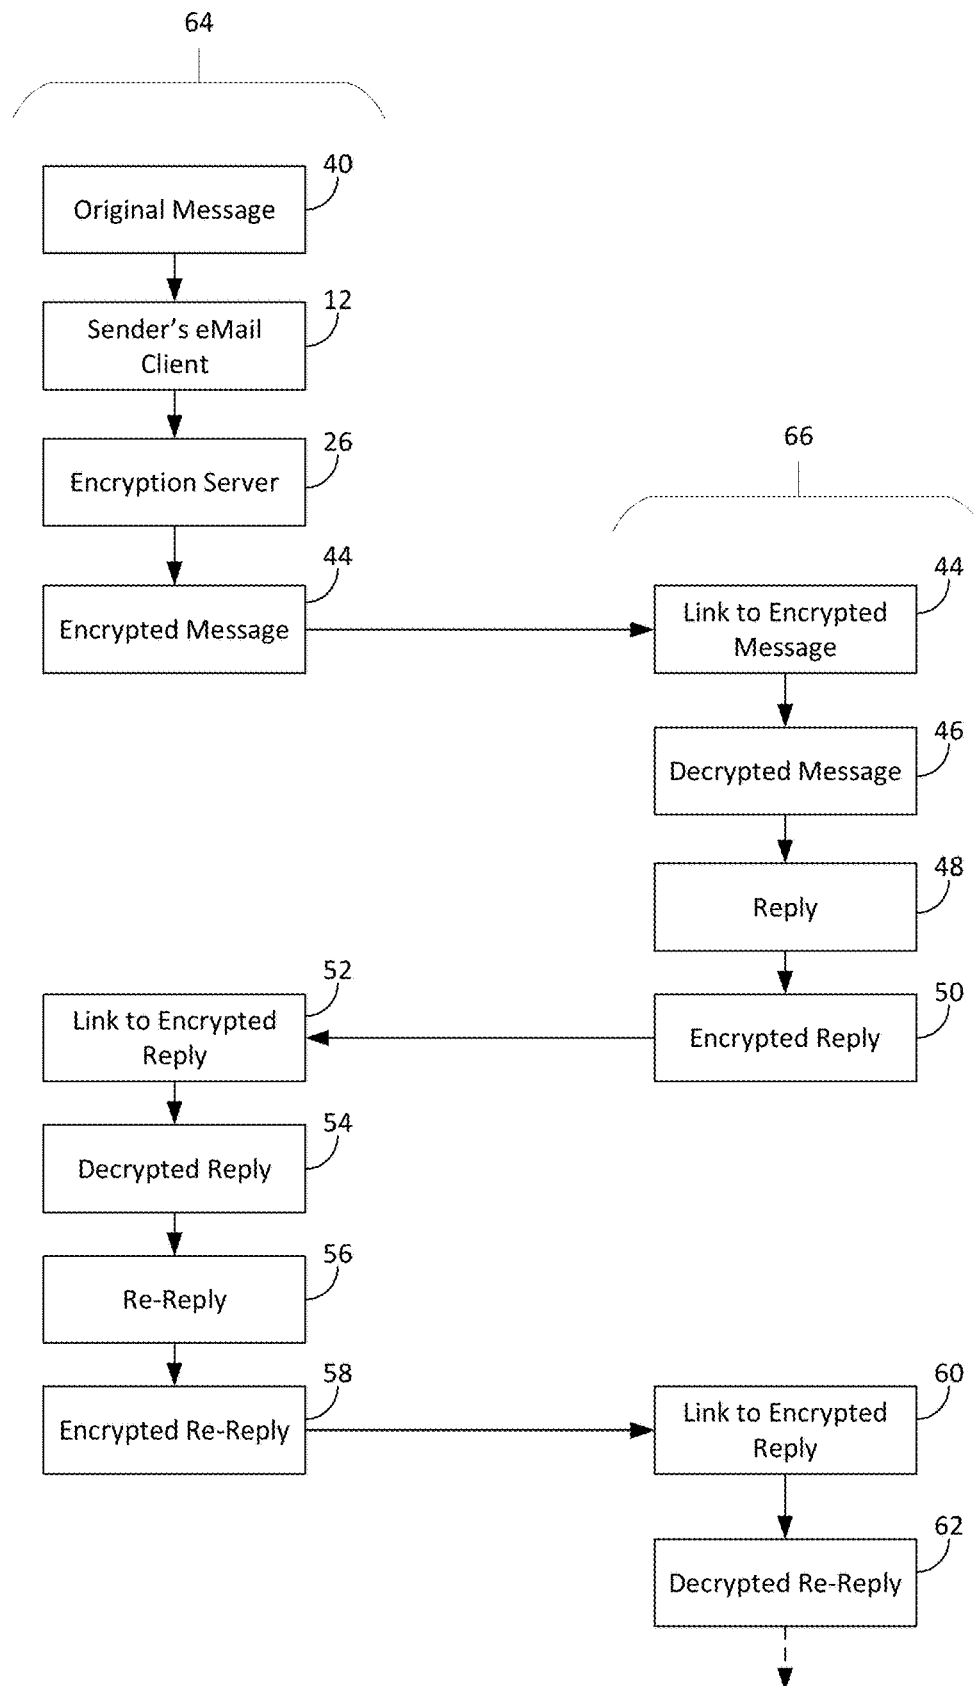 64
40
Original Message
12
Sender's eMail
Client
26
Encryption Server
66
44
Encrypted Message
44
Link to Encrypted
Message
46
Decrypted Message
48
Reply
50
Encrypted Reply
52
Link to Encrypted
Reply
54
Decrypted Reply
56
Re-Reply
58
Encrypted Re-Reply
60
Link to Encrypted
Reply
62
Decrypted Re-Reply